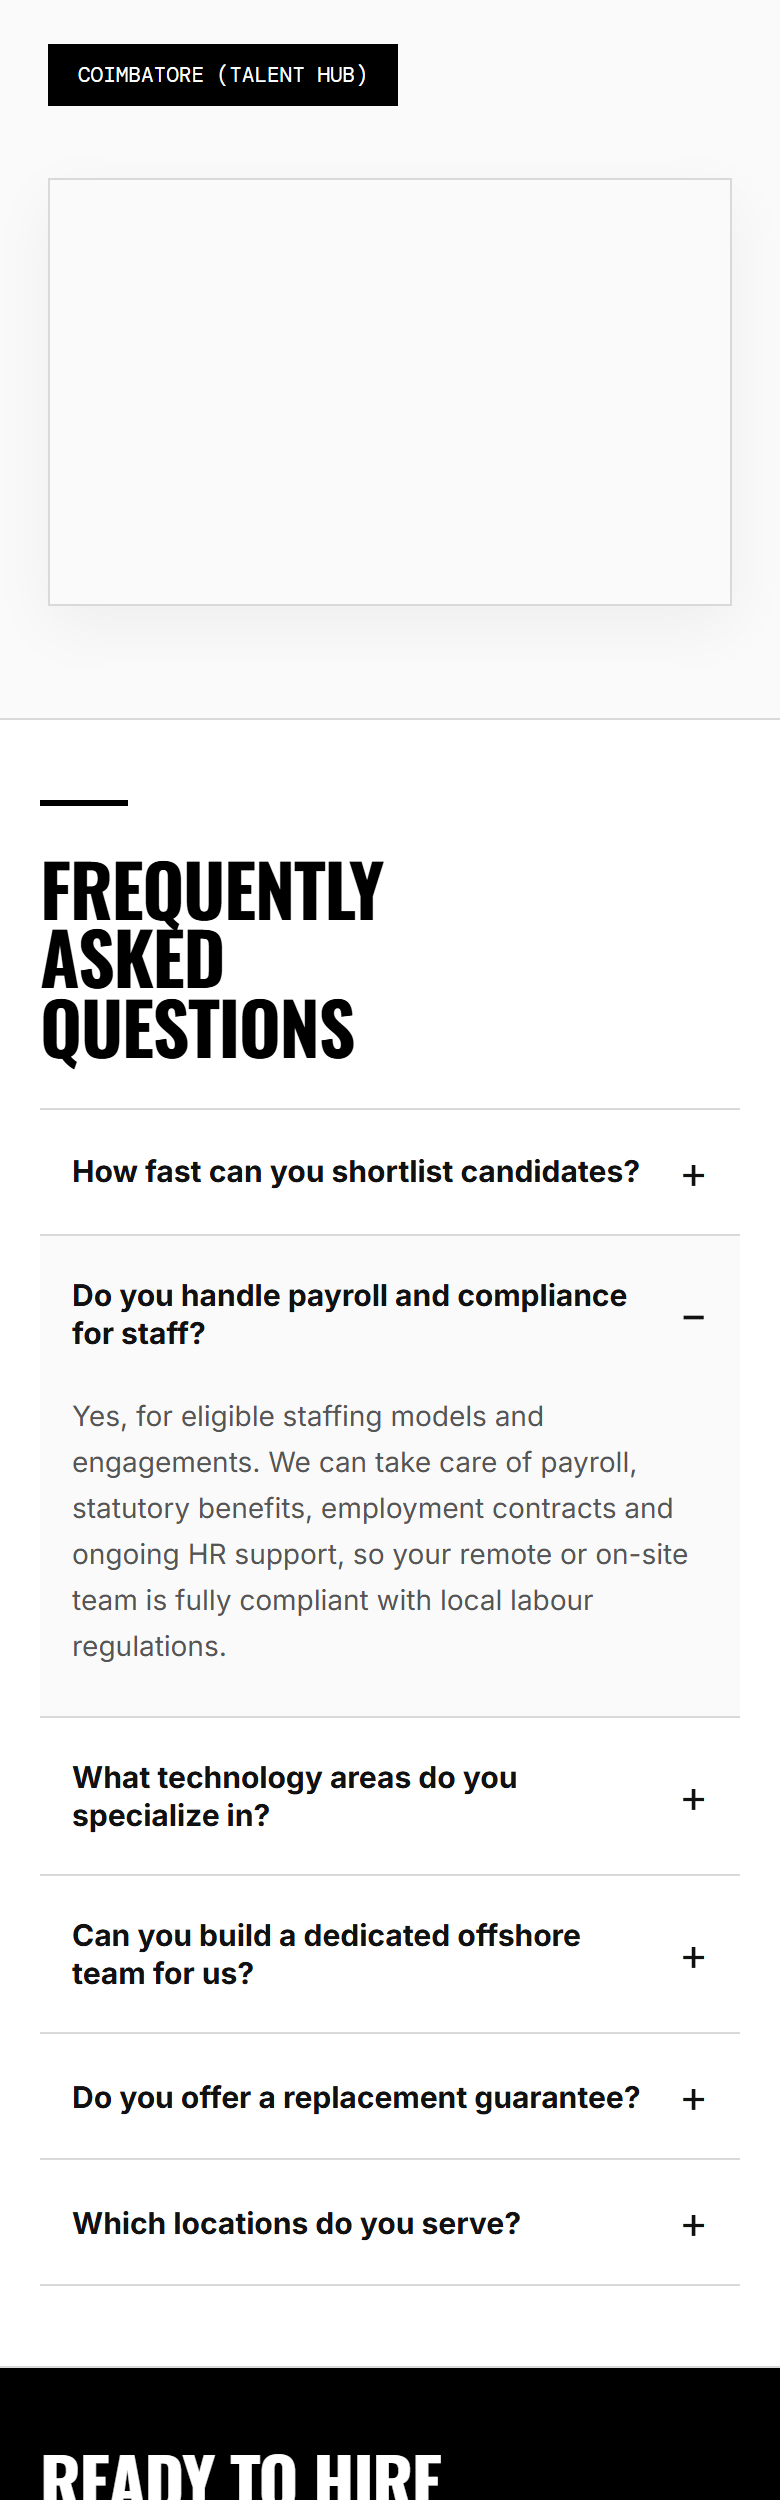 COIMBATORE (TALENT HUB)
FREQUENTLY
ASKED
QUESTIONS
How fast can you shortlist candidates? +
Do you handle payroll and compliance
for staff? −
Yes, for eligible staffing models and
engagements. We can take care of payroll,
statutory benefits, employment contracts and
ongoing HR support, so your remote or on-site
team is fully compliant with local labour
regulations.
What technology areas do you
specialize in? +
Can you build a dedicated offshore
team for us? +
Do you offer a replacement guarantee? +
Which locations do you serve? +
READY TO HIRE